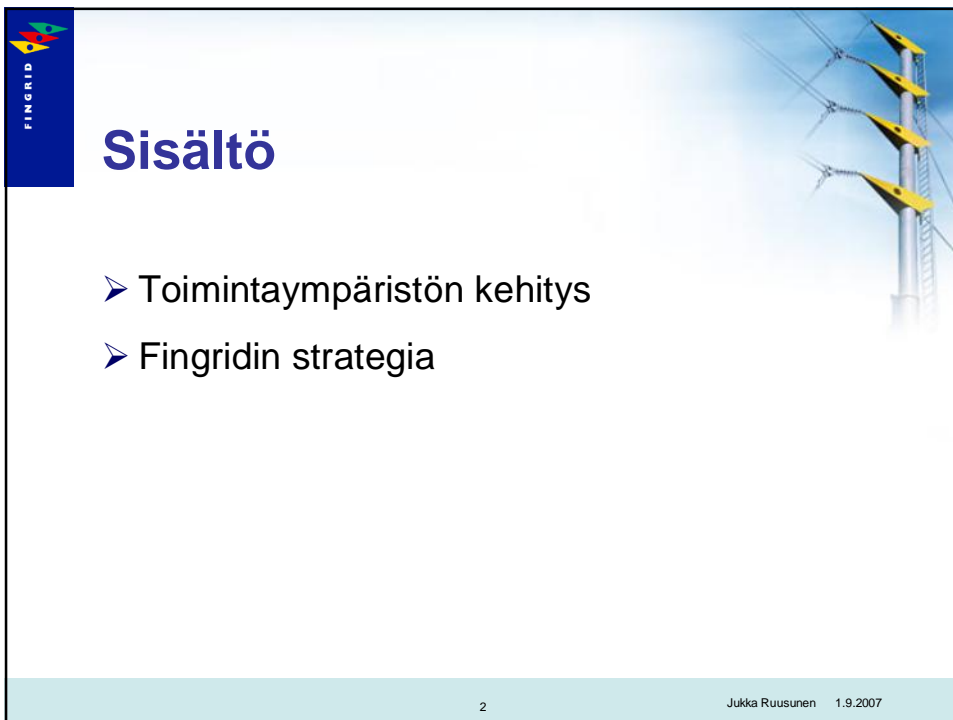 FINGRID
Sisältö
Toimintaympäristön kehitys
Fingridin strategia
2
Jukka Ruusunen 1.9.2007